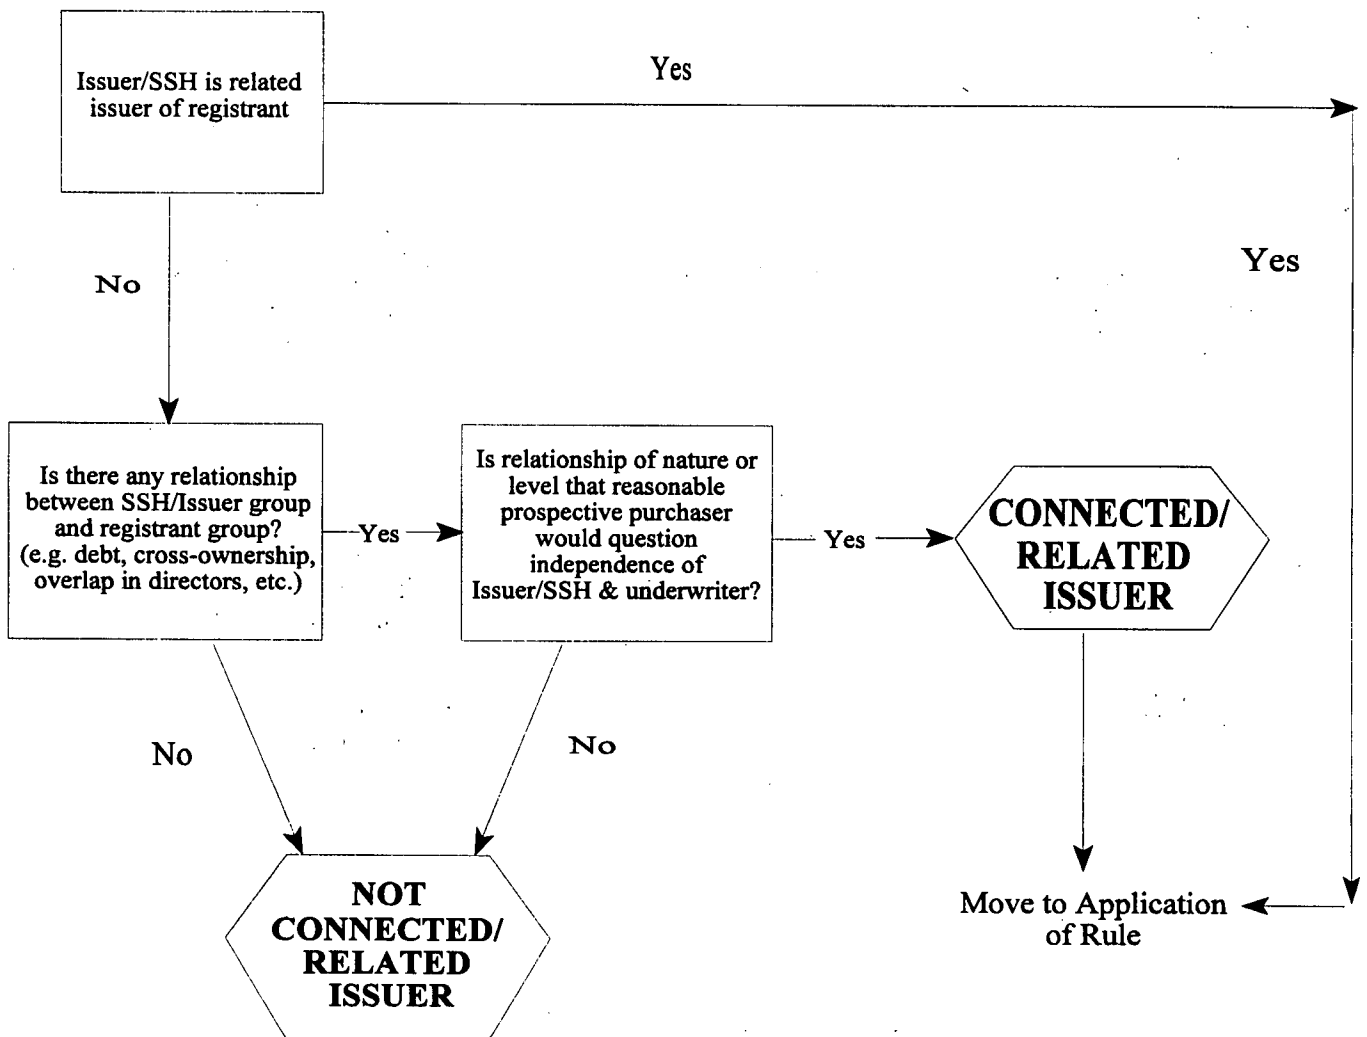 Issuer/SSH is related
issuer of registrant
Yes
Yes
No
Is there any relationship
between SSH/Issuer group
and registrant group?
(e.g. debt, cross-ownership,
overlap in directors, etc.)
Yes
Is relationship of nature or
level that reasonable
prospective purchaser
would question
independence of
Issuer/SSH & underwriter?
Yes
CONNECTED/
RELATED
ISSUER
No
No
NOT
CONNECTED/
RELATED
ISSUER
Move to Application
of Rule